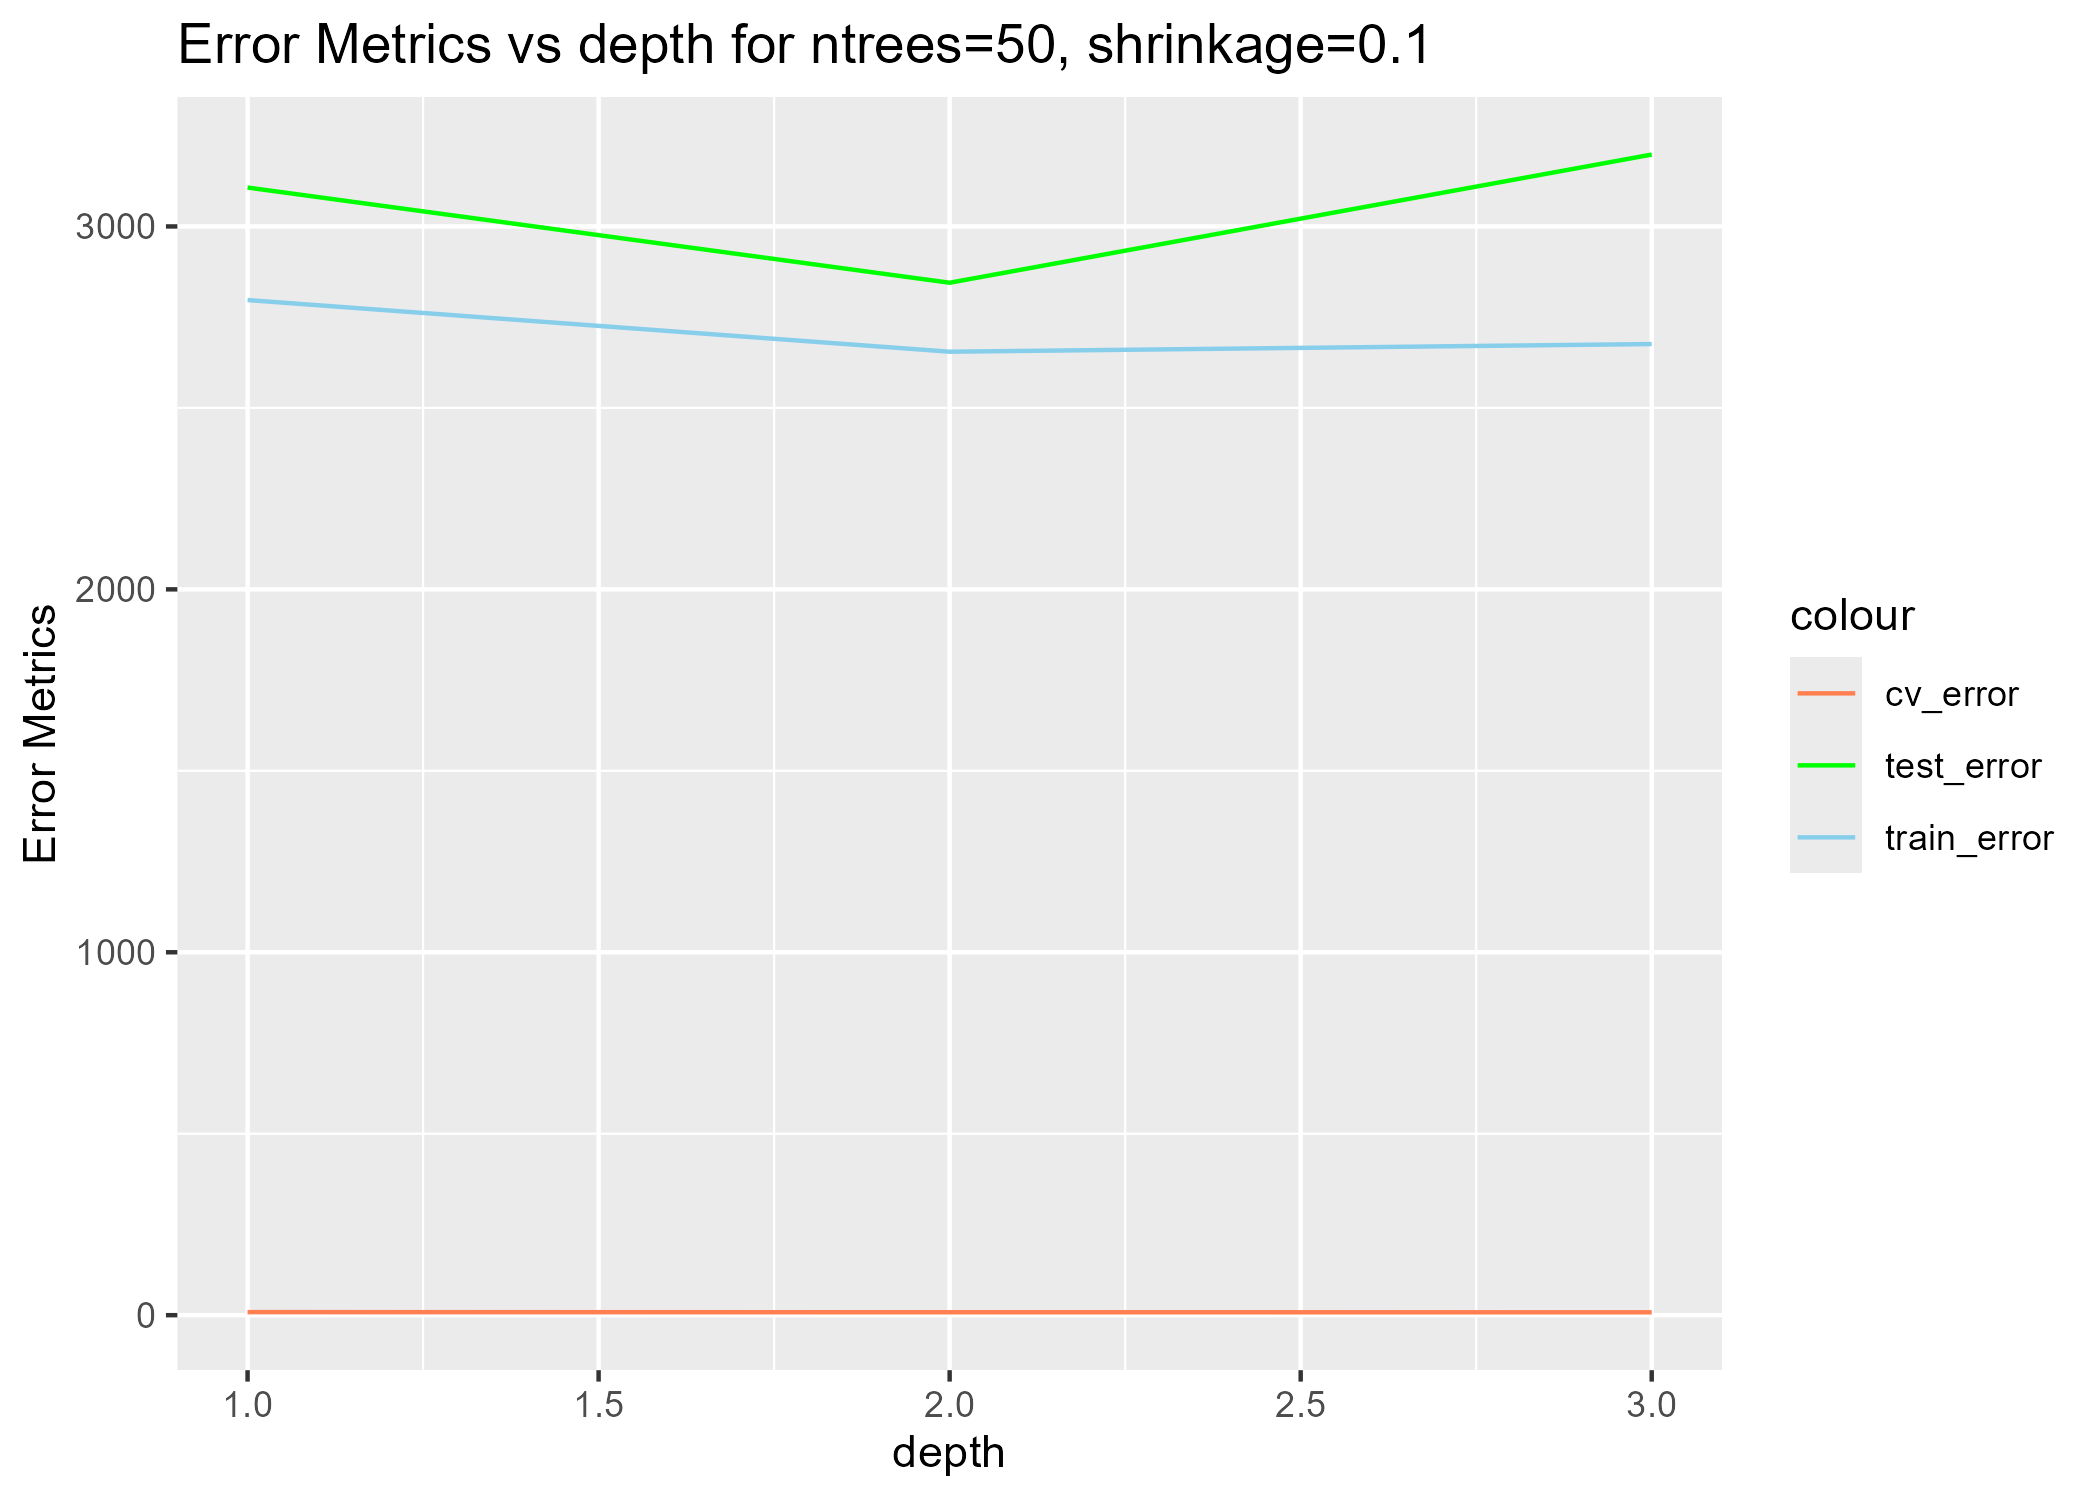 Error Metrics vs depth for ntrees=50, shrinkage=0.1
Error Metrics
3000
2000
1000
0
1.0 1.5 2.0 2.5 3.0
depth
colour
cv_error
test_error
train_error